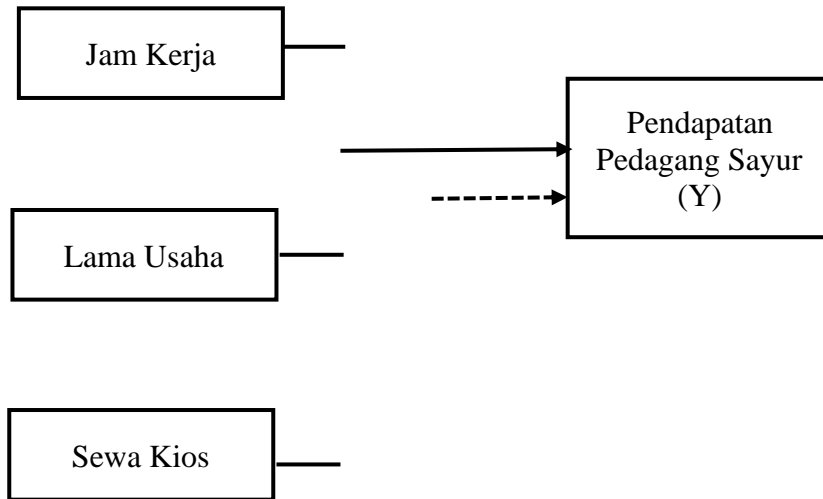 Jam Kerja
Pendapatan
Pedagang Sayur
(Y)
Lama Usaha
Sewa Kios